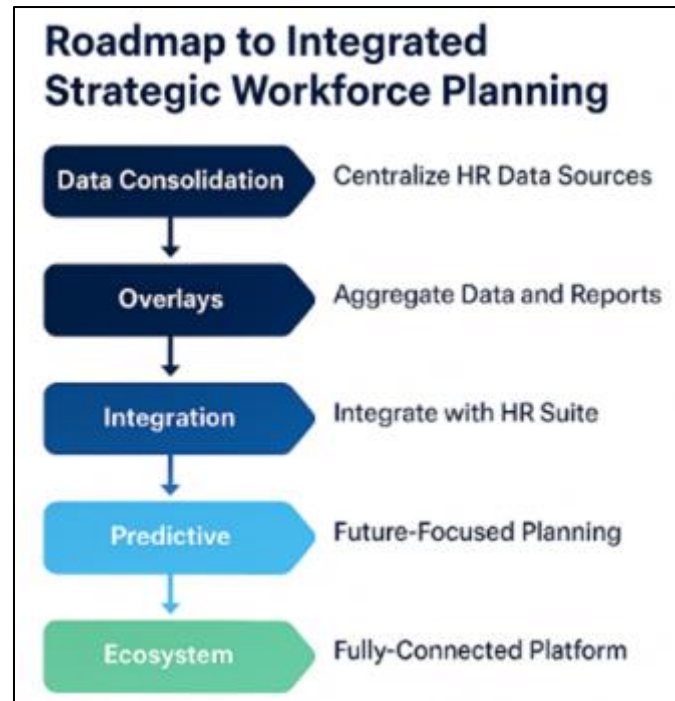 Roadmap to Integrated
Strategic Workforce Planning
Data Consolidation
Centralize HR Data Sources
Overlays
Aggregate Data and Reports
Integration
Integrate with HR Suite
Predictive
Future-Focused Planning
Ecosystem
Fully-Connected Platform